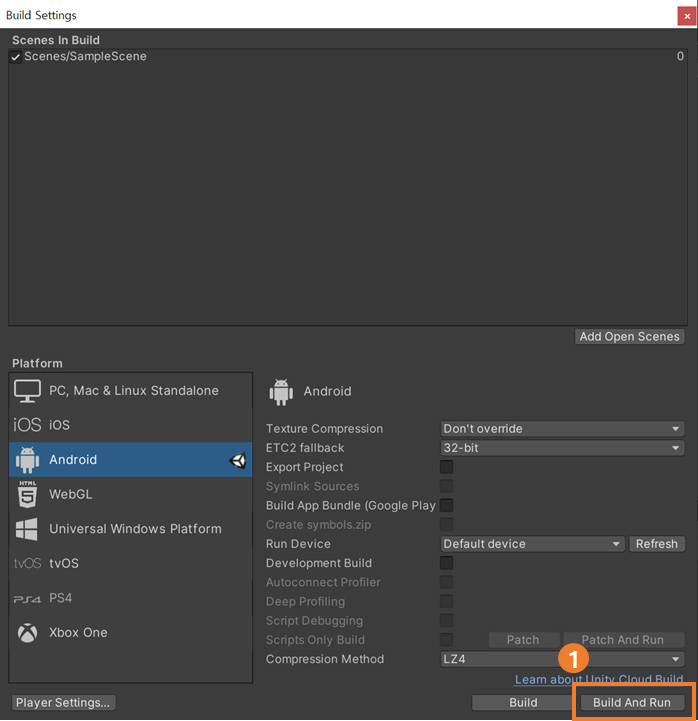 Build Settings
Scenes In Build
Scenes/SampleScene 0
Add Open Scenes
Platform
PC, Mac & Linux Standalone
iOS iOS
Android
HTML 5 WebGL
Universal Windows Platform
tvOS tvOS
PS4 PS4
Xbox One
Android
Texture Compression Don't override
ETC2 fallback 32-bit
Export Project
Symlink Sources
Build App Bundle (Google Play
Create symbols.zip
Run Device Default device Refresh
Development Build
Autoconnect Profiler
Deep Profiling
Script Debugging
Scripts Only Build Patch Patch And Run
Compression Method LZ4
1
Learn about Unity Cloud Build
Player Settings... Build Build And Run